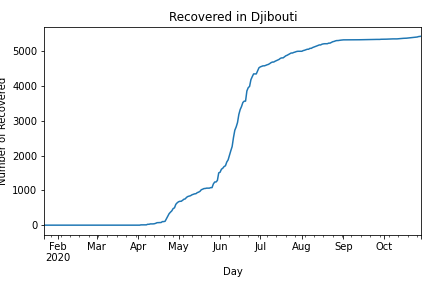 Recovered in Djibouti
Number of Recovered
5000
4000
3000
2000
1000
0
Feb Mar Apr May Jun Jul Aug Sep Oct
2020
Day